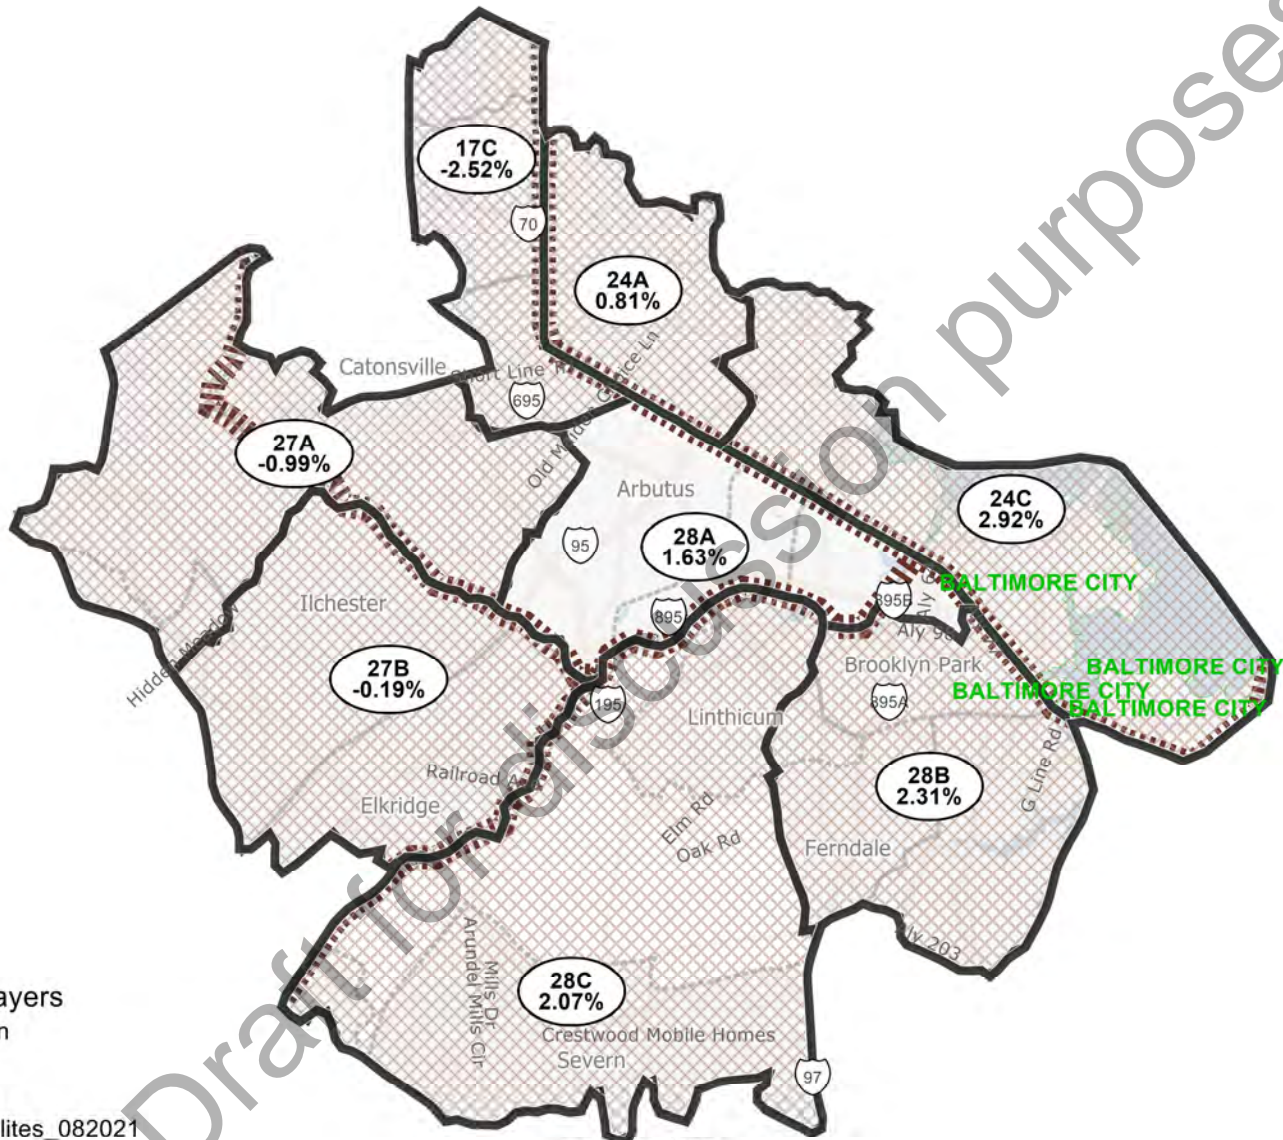 17C
-2.52%
70
24A
0.81%
Catonsville
695
27A
-0.99%
Arbutus
24C
2.92%
95
28A
1.63%
BALTIMORE CITY
Ilchester
895
895B
Brooklyn Park
BALTIMORE CITY
27B
-0.19%
BALTIMORE CITY
195
895A
BALTIMORE CITY
Linthicum
Elkridge
28B
2.31%
G Line Rd
Elm Rd
Oak Rd
Ferndale
28C
2.07%
Mills Dr
Arundel Mills Cir
Crestwood Mobile Homes
Severn
97
ayers
n
lites_082021
Draft for discussion purposes